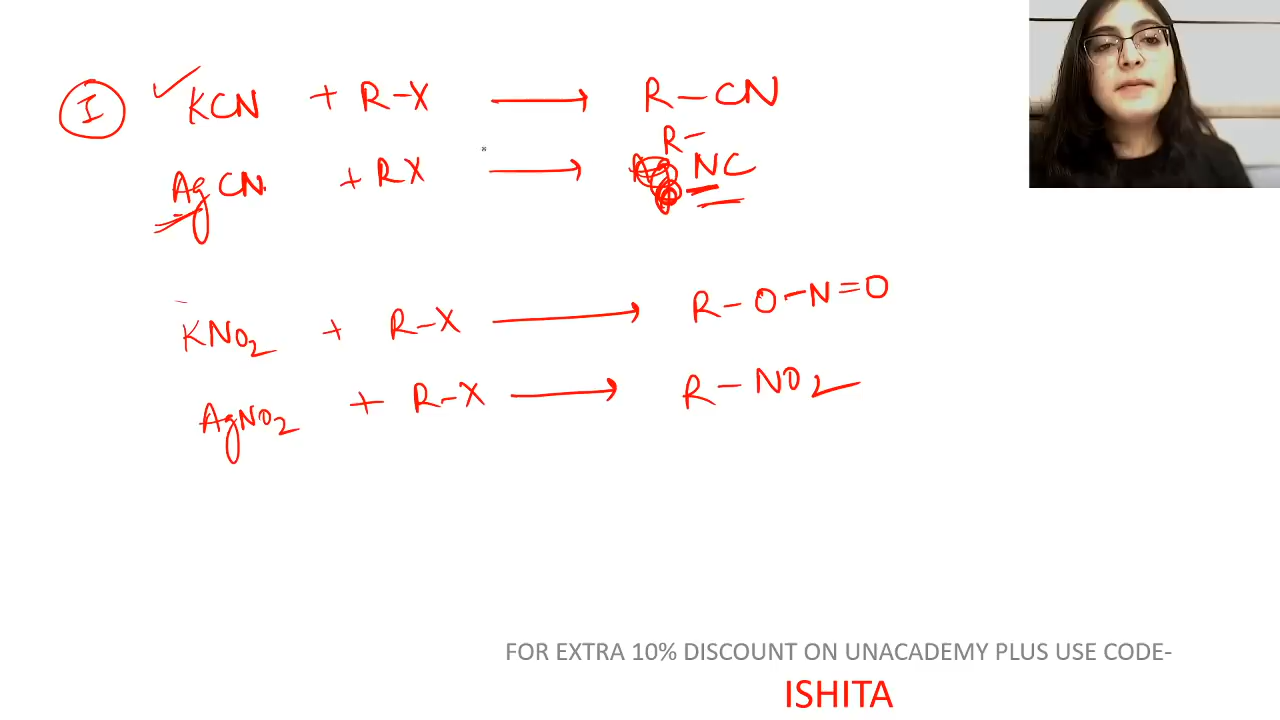 I KCN + R-X → R-CN
R-
AgCN + RX → NC
KNO2 + R-X → R-O-N=O
AgNO2 + R-X → R-NO2
FOR EXTRA 10% DISCOUNT ON UNACADEMY PLUS USE CODE-
ISHITA